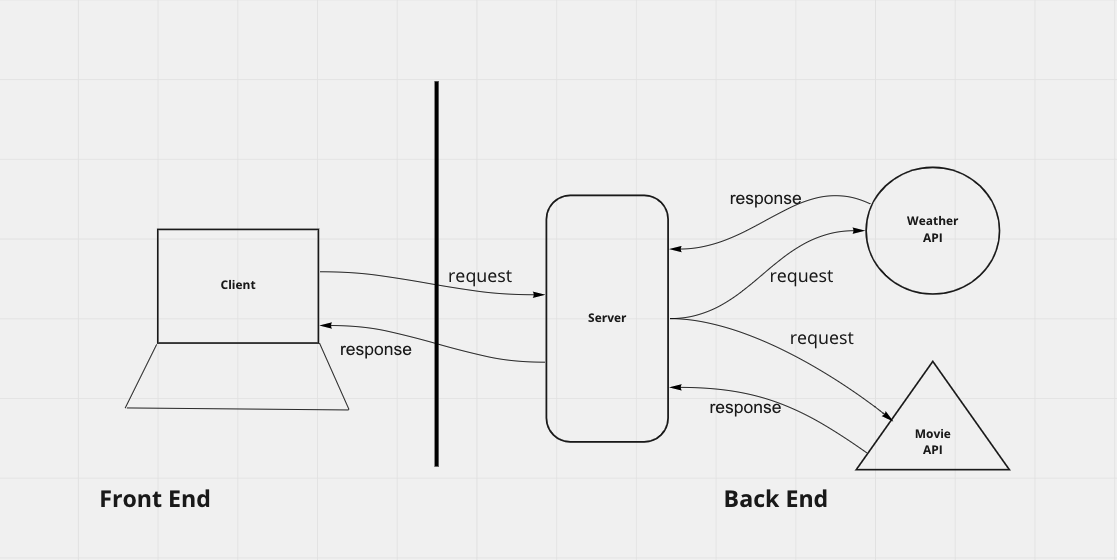 response
Weather
API
request
request
Client
Server
request
response
response
Movie
API
Front End
Back End